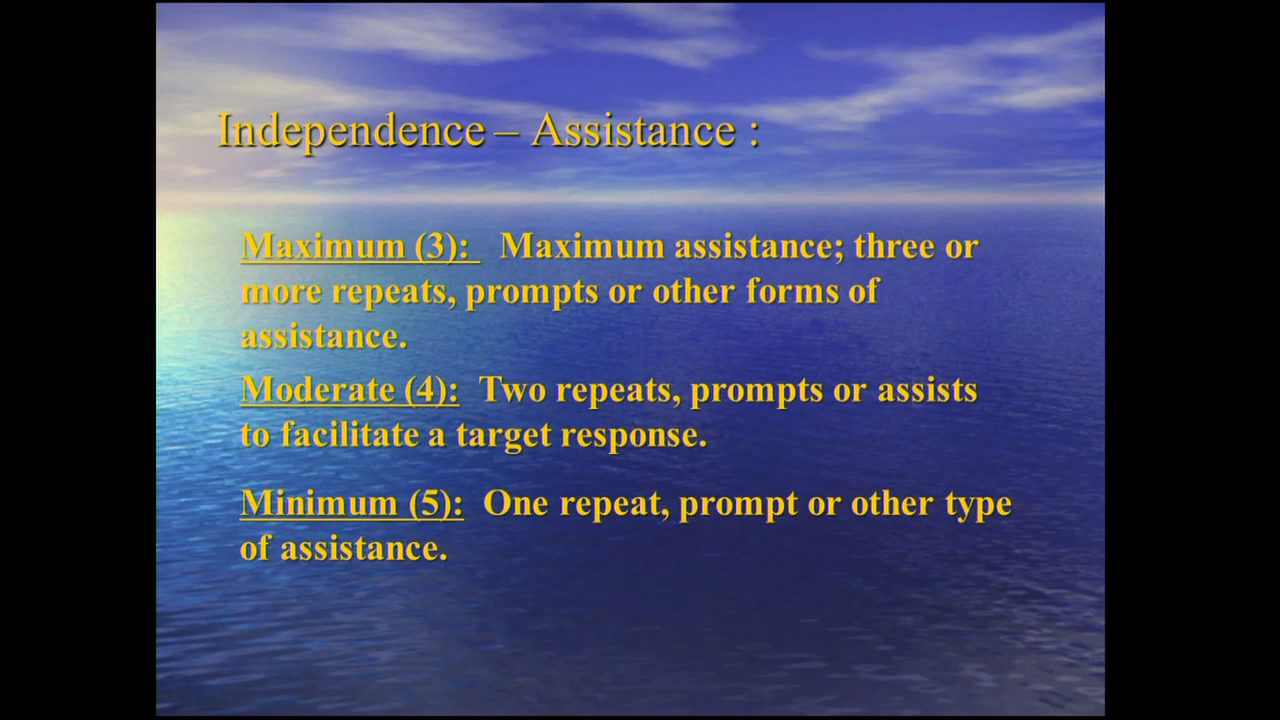 Independence – Assistance :
Maximum (3): Maximum assistance; three or
more repeats, prompts or other forms of
assistance.
Moderate (4): Two repeats, prompts or assists
to facilitate a target response.
Minimum (5): One repeat, prompt or other type
of assistance.